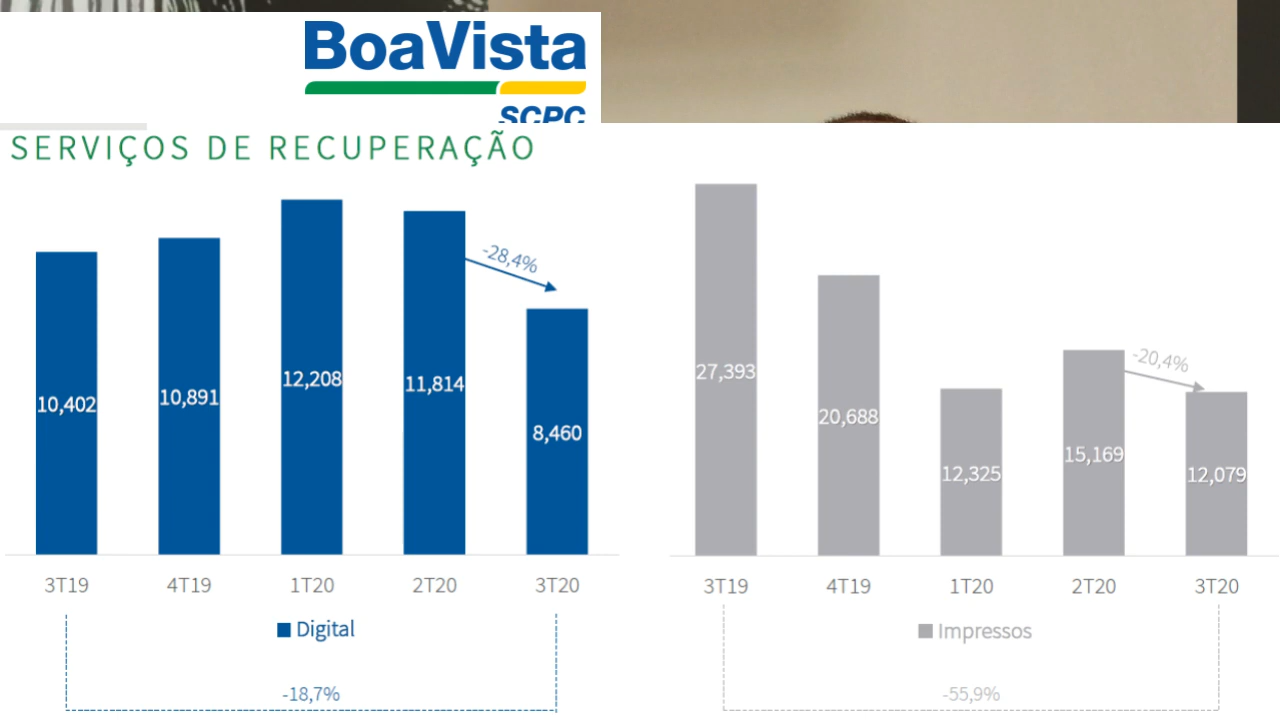 BoaVista
SCPC
SERVIÇOS DE RECUPERAÇÃO
-28,4%
10,402
10,891
12,208
11,814
8,460
3T19
4T19
1T20
2T20
3T20
Digital
-18,7%
-20,4%
27,393
20,688
12,325
15,169
12,079
3T19
4T19
1T20
2T20
3T20
Impressos
-55,9%